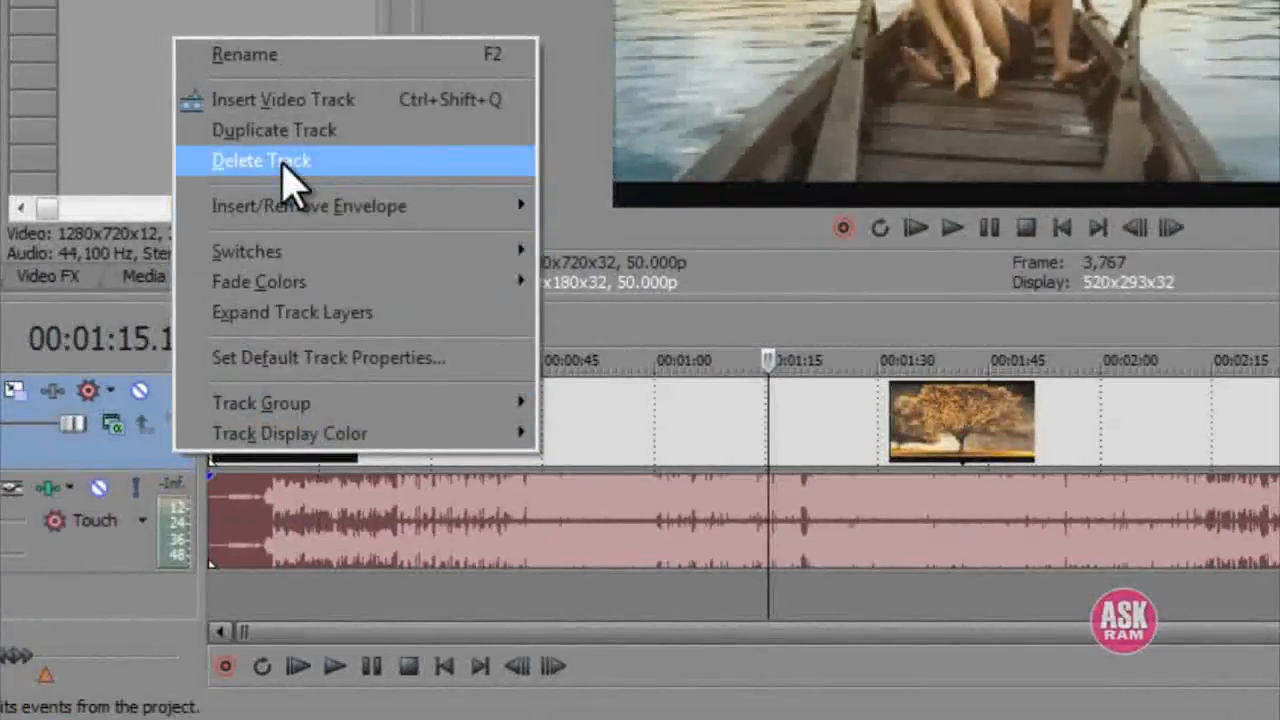 Rename F2
Insert Video Track Ctrl+Shift+Q
Duplicate Track
Delete Track
Insert/Remove Envelope
Switches
Fade Colors
Expand Track Layers
Set Default Track Properties...
Track Group
Track Display Color
Video: 1280x720x12,
Audio: 44,100 Hz, Ster
Video FX Media
0x720x32, 50.000p
x180x32, 50.000p
Frame: 3,767
Display: 520x293x32
00:01:15.1
00:00:45 00:01:00 0:01:15 00:01:30 00:01:45 00:02:00 00:02:15
-Inf.
12-
24-
36-
48-
Touch
ASK
RAM
its events from the project.